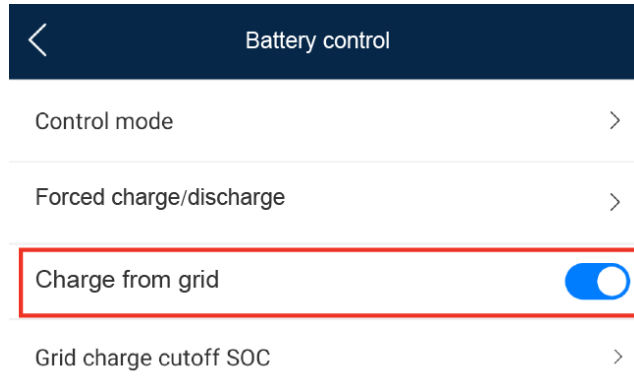 Battery control
Control mode
Forced charge/discharge
Charge from grid
Grid charge cutoff SOC